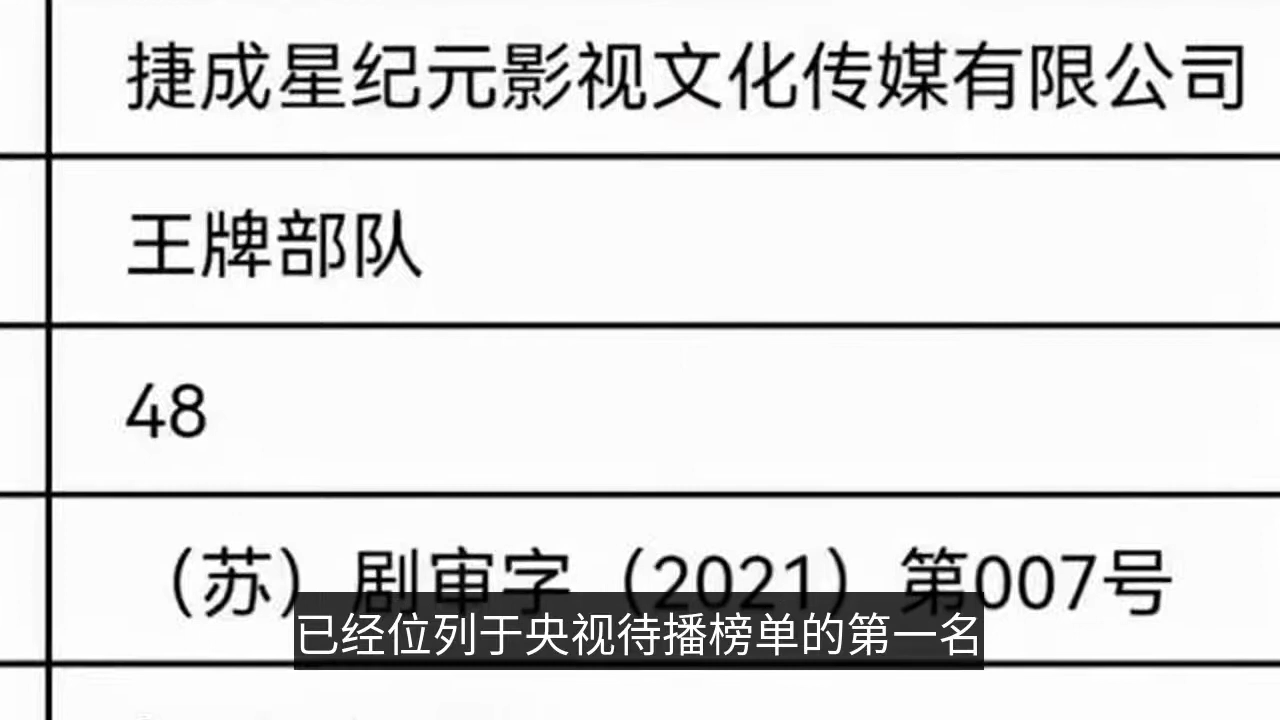 捷成星纪元影视文化传媒有限公司
王牌部队
48
（苏）剧审字（2021）第007号
已经位列于央视待播榜单的第一名